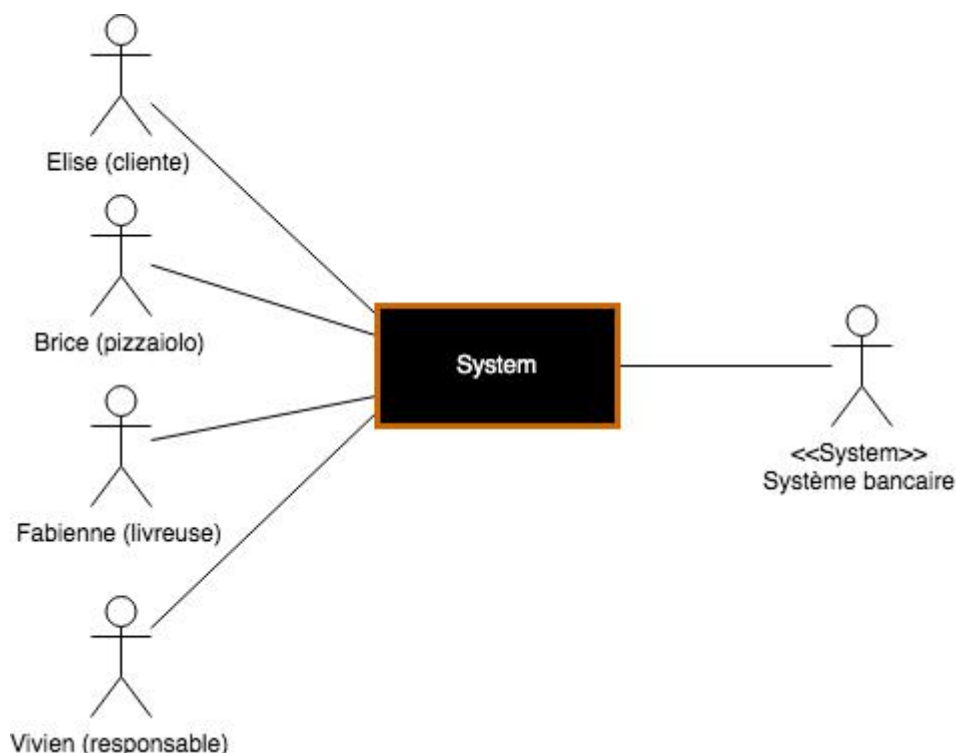 Elise (cliente)
Brice (pizzaiolo)
Fabienne (livreuse)
Vivien (responsable)
System
<<System>>
Système bancaire